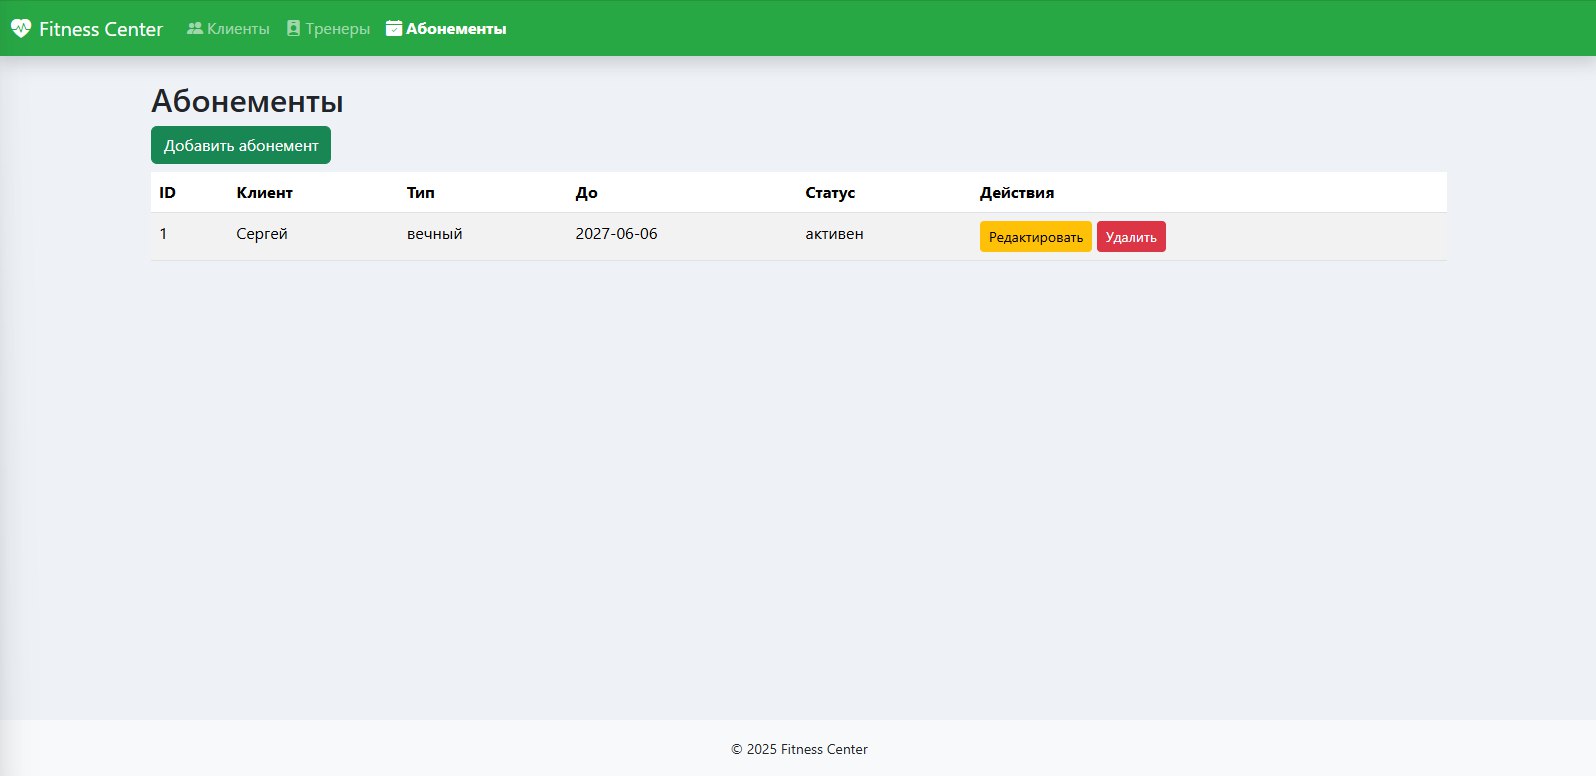 Fitness Center Клиенты Тренеры Абонементы
Абонементы
Добавить абонемент
ID Клиент Тип До Статус Действия
1 Сергей вечный 2027-06-06 активен Редактировать Удалить
© 2025 Fitness Center